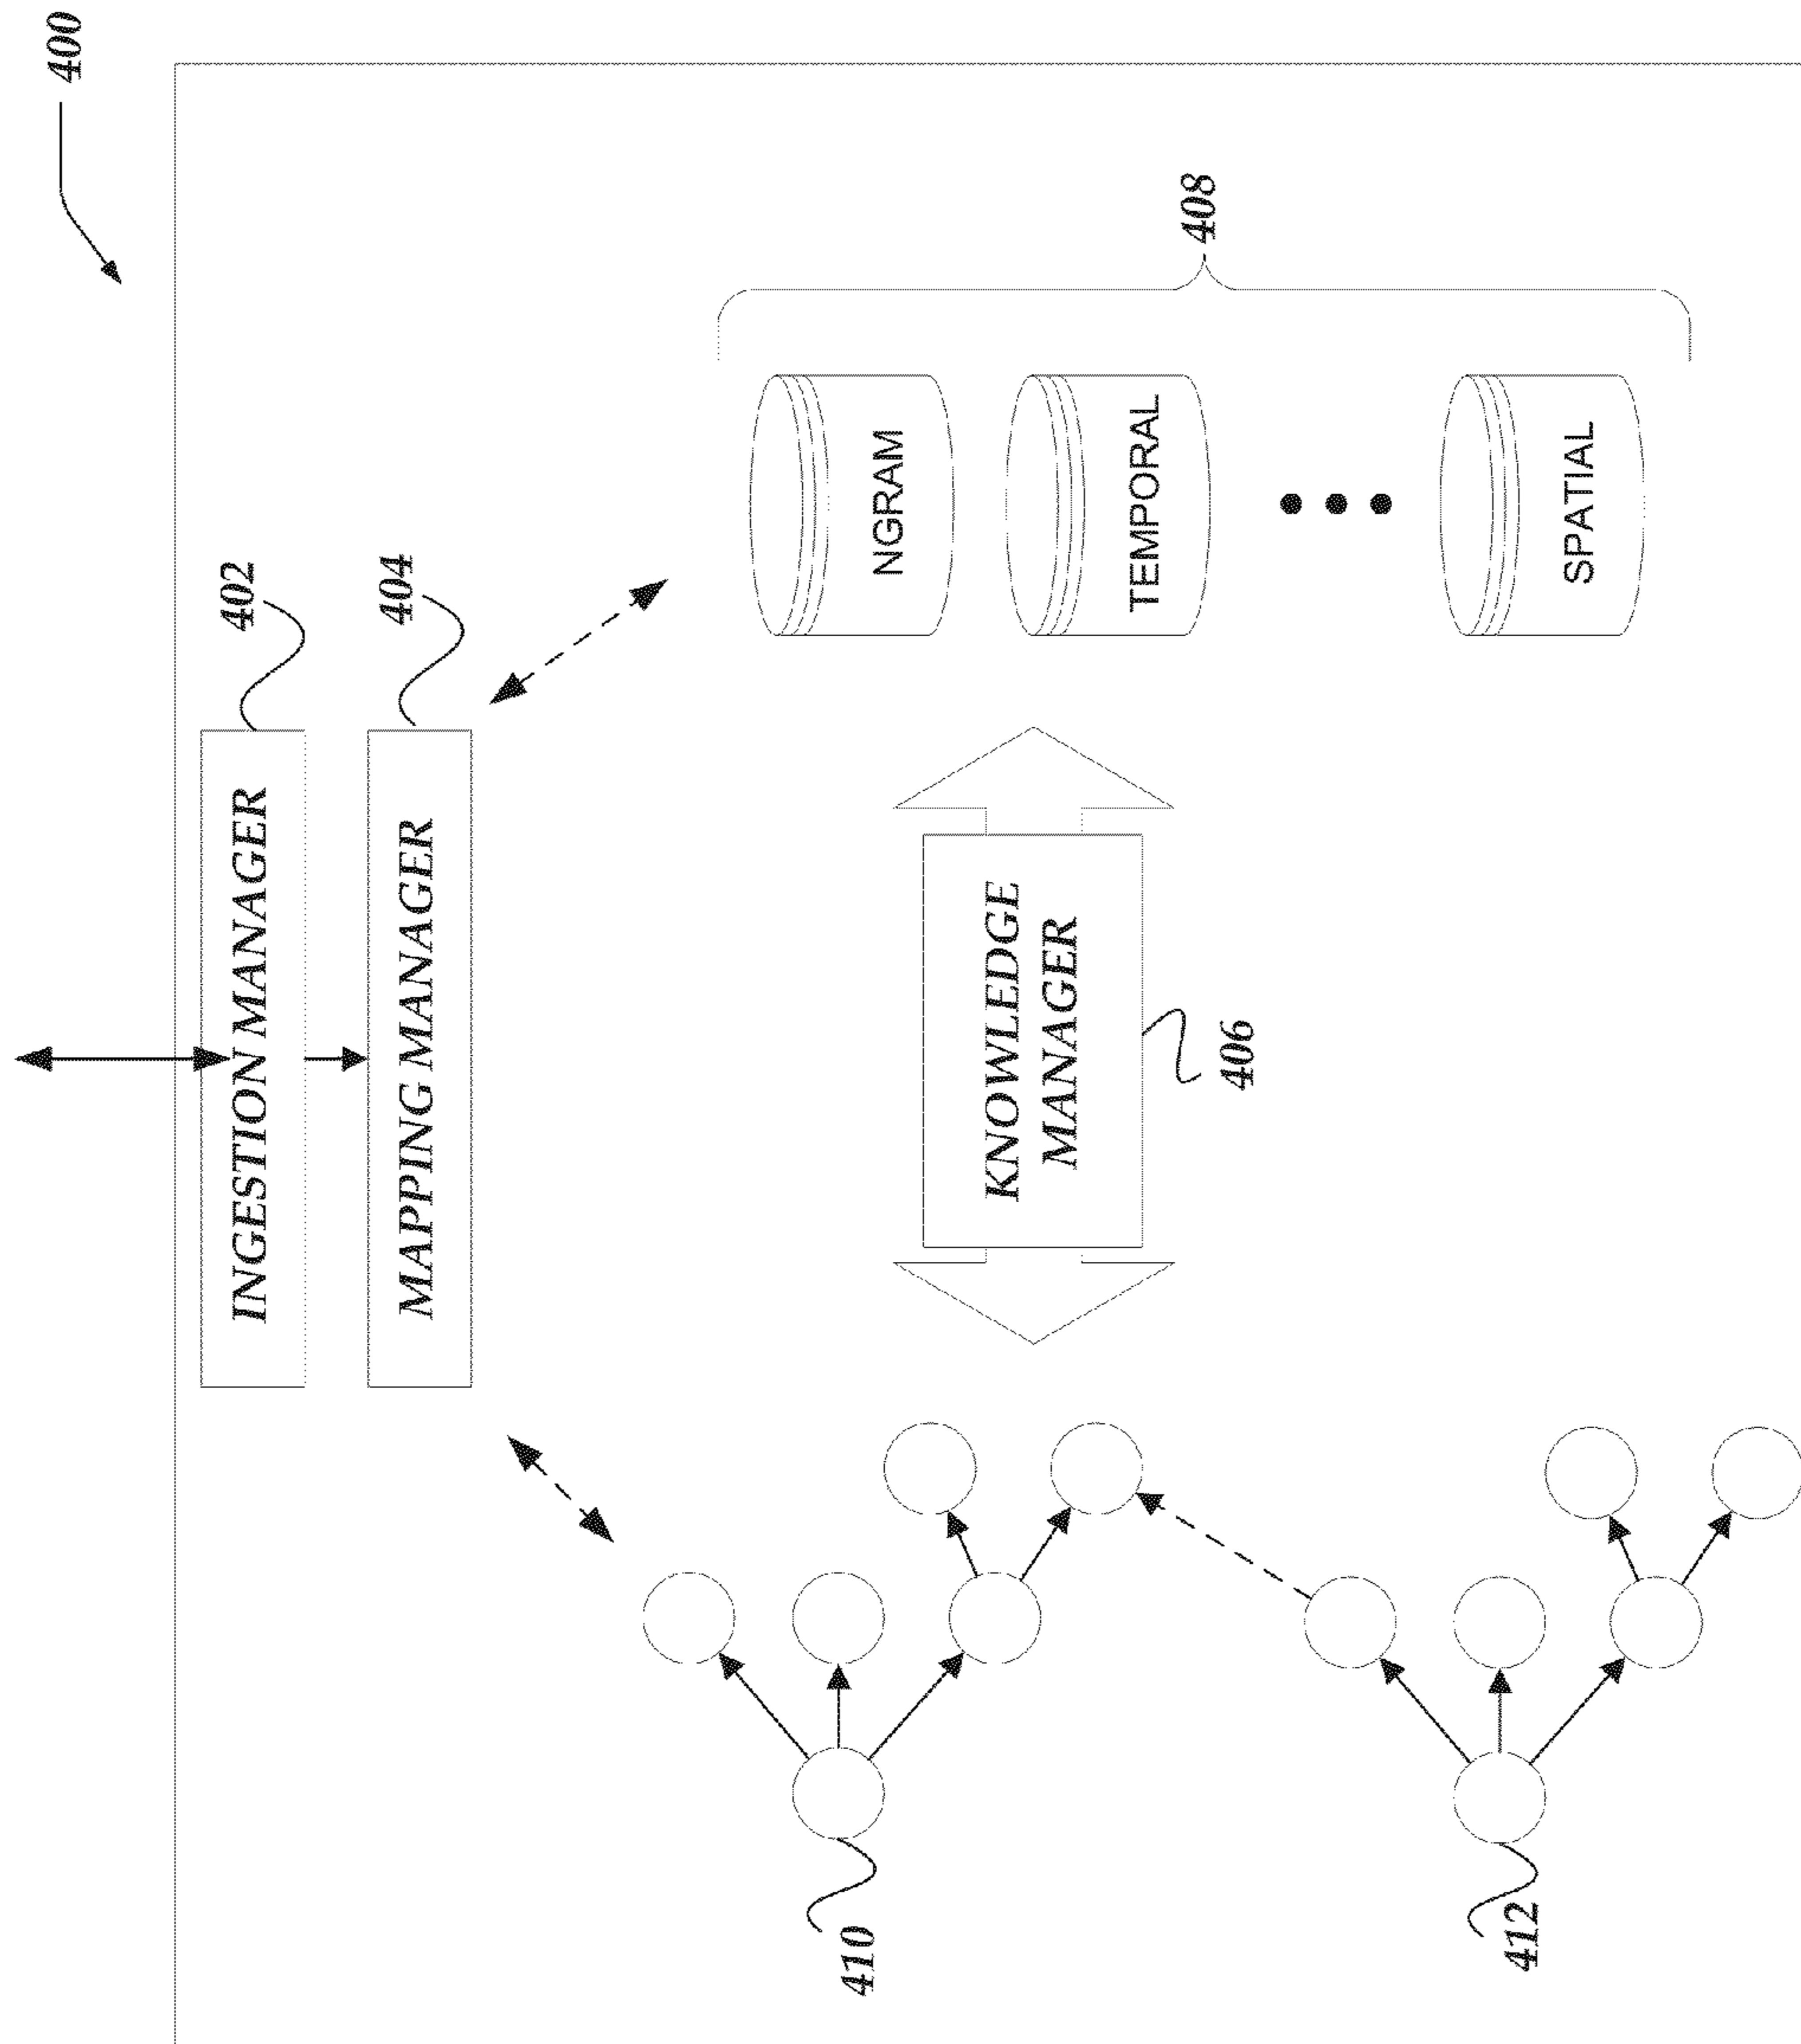 400
INGESTION MANAGER
402
MAPPING MANAGER
404
KNOWLEDGE
MANAGER
406
408
NGRAM
TEMPORAL
SPATIAL
410
412